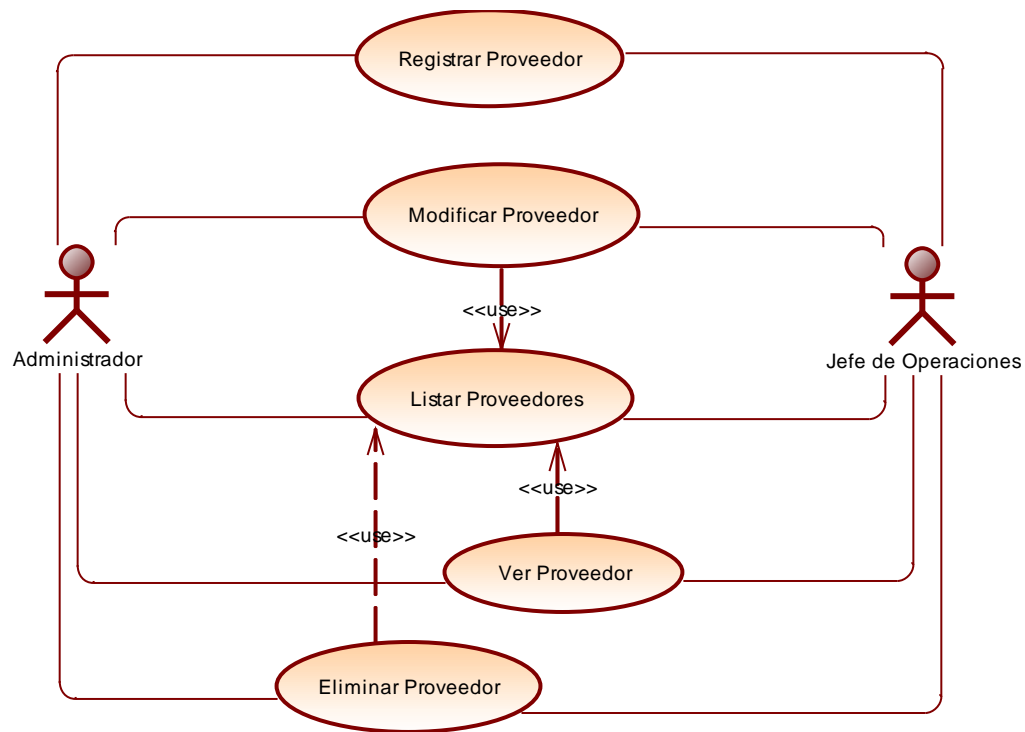 Registrar Proveedor
Modificar Proveedor
<<use>>
Administrador
Jefe de Operaciones
Listar Proveedores
<<use>>
<<use>>
Ver Proveedor
Eliminar Proveedor